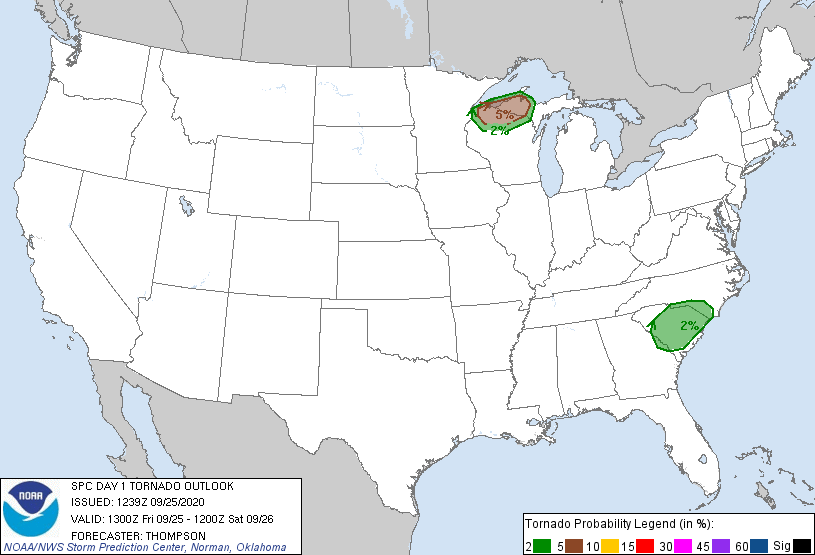 5%
2%
2%
NOAA
SPC DAY 1 TORNADO OUTLOOK
ISSUED: 1239Z 09/25/2020
VALID: 1300Z Fri 09/25 - 1200Z Sat 09/26
FORECASTER: THOMPSON
NOAA/NWS Storm Prediction Center, Norman, Oklahoma
Tornado Probability Legend (in %):
2 5 10 15 30 45 60 Sig